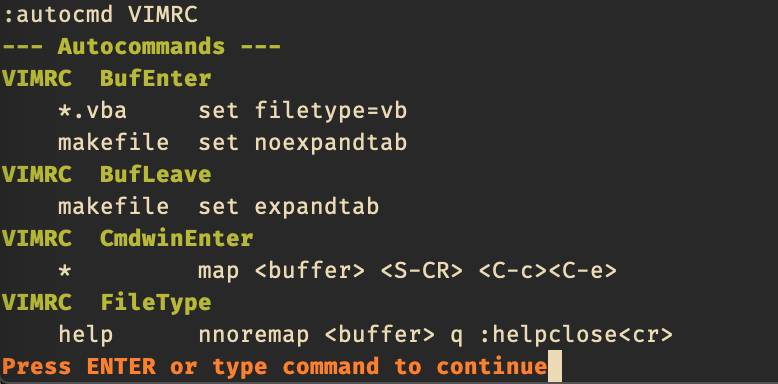 :autocmd VIMRC
--- Autocommands ---
VIMRC  BufEnter
    *.vba     set filetype=vb
    makefile  set noexpandtab
VIMRC  BufLeave
    makefile  set expandtab
VIMRC  CmdwinEnter
    *         map <buffer> <S-CR> <C-c><C-e>
VIMRC  FileType
    help      nnoremap <buffer> q :helpclose<cr>
Press ENTER or type command to continue